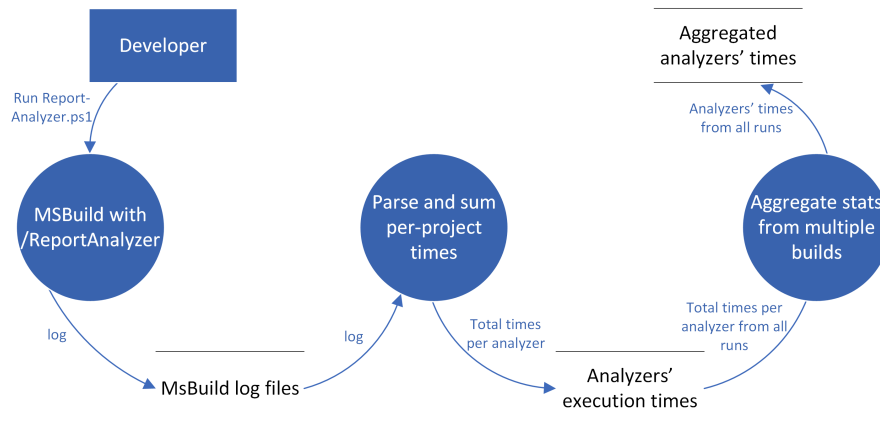 Developer
Aggregated
analyzers’ times
Run Report-
Analyzer.ps1
Analyzers’ times
from all runs
MSBuild with
/ReportAnalyzer
Parse and sum
per-project
times
Aggregate stats
from multiple
builds
log
log
Total times
per analyzer
Total times per
analyzer from all
runs
MsBuild log files
Analyzers’
execution times